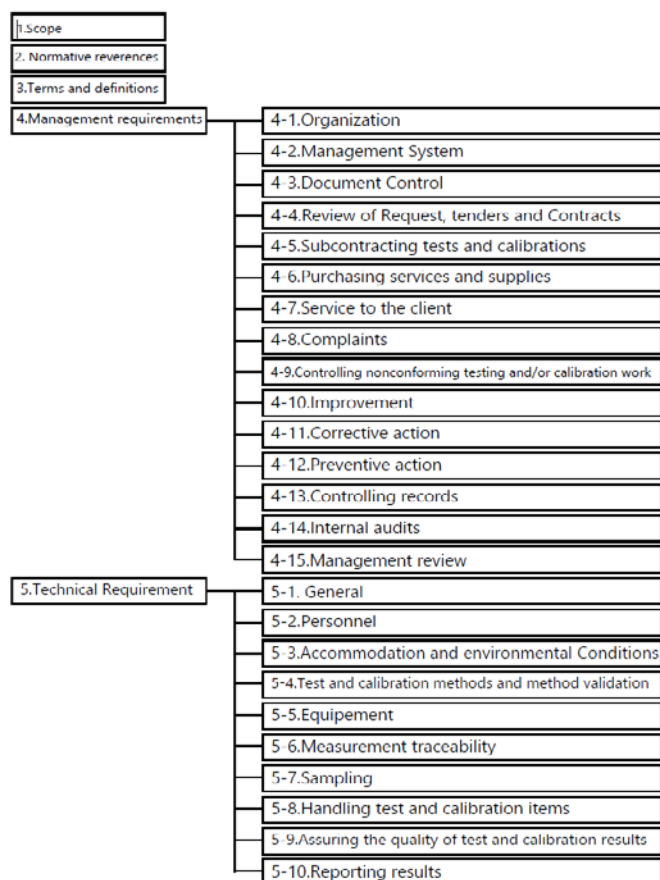 1.Scope
2. Normative reverences
3.Terms and definitions
4.Management requirements
4-1.Organization
4-2.Management System
4-3.Document Control
4-4.Review of Request, tenders and Contracts
4-5.Subcontracting tests and calibrations
4-6.Purchasing services and supplies
4-7.Service to the client
4-8.Complaints
4-9.Controlling nonconforming testing and/or calibration work
4-10.Improvement
4-11.Corrective action
4-12.Preventive action
4-13.Controlling records
4-14.Internal audits
4-15.Management review
5.Technical Requirement
5-1. General
5-2.Personnel
5-3.Accommodation and environmental Conditions
5-4.Test and calibration methods and method validation
5-5.Equipement
5-6.Measurement traceability
5-7.Sampling
5-8.Handling test and calibration items
5-9.Assuring the quality of test and calibration results
5-10.Reporting results